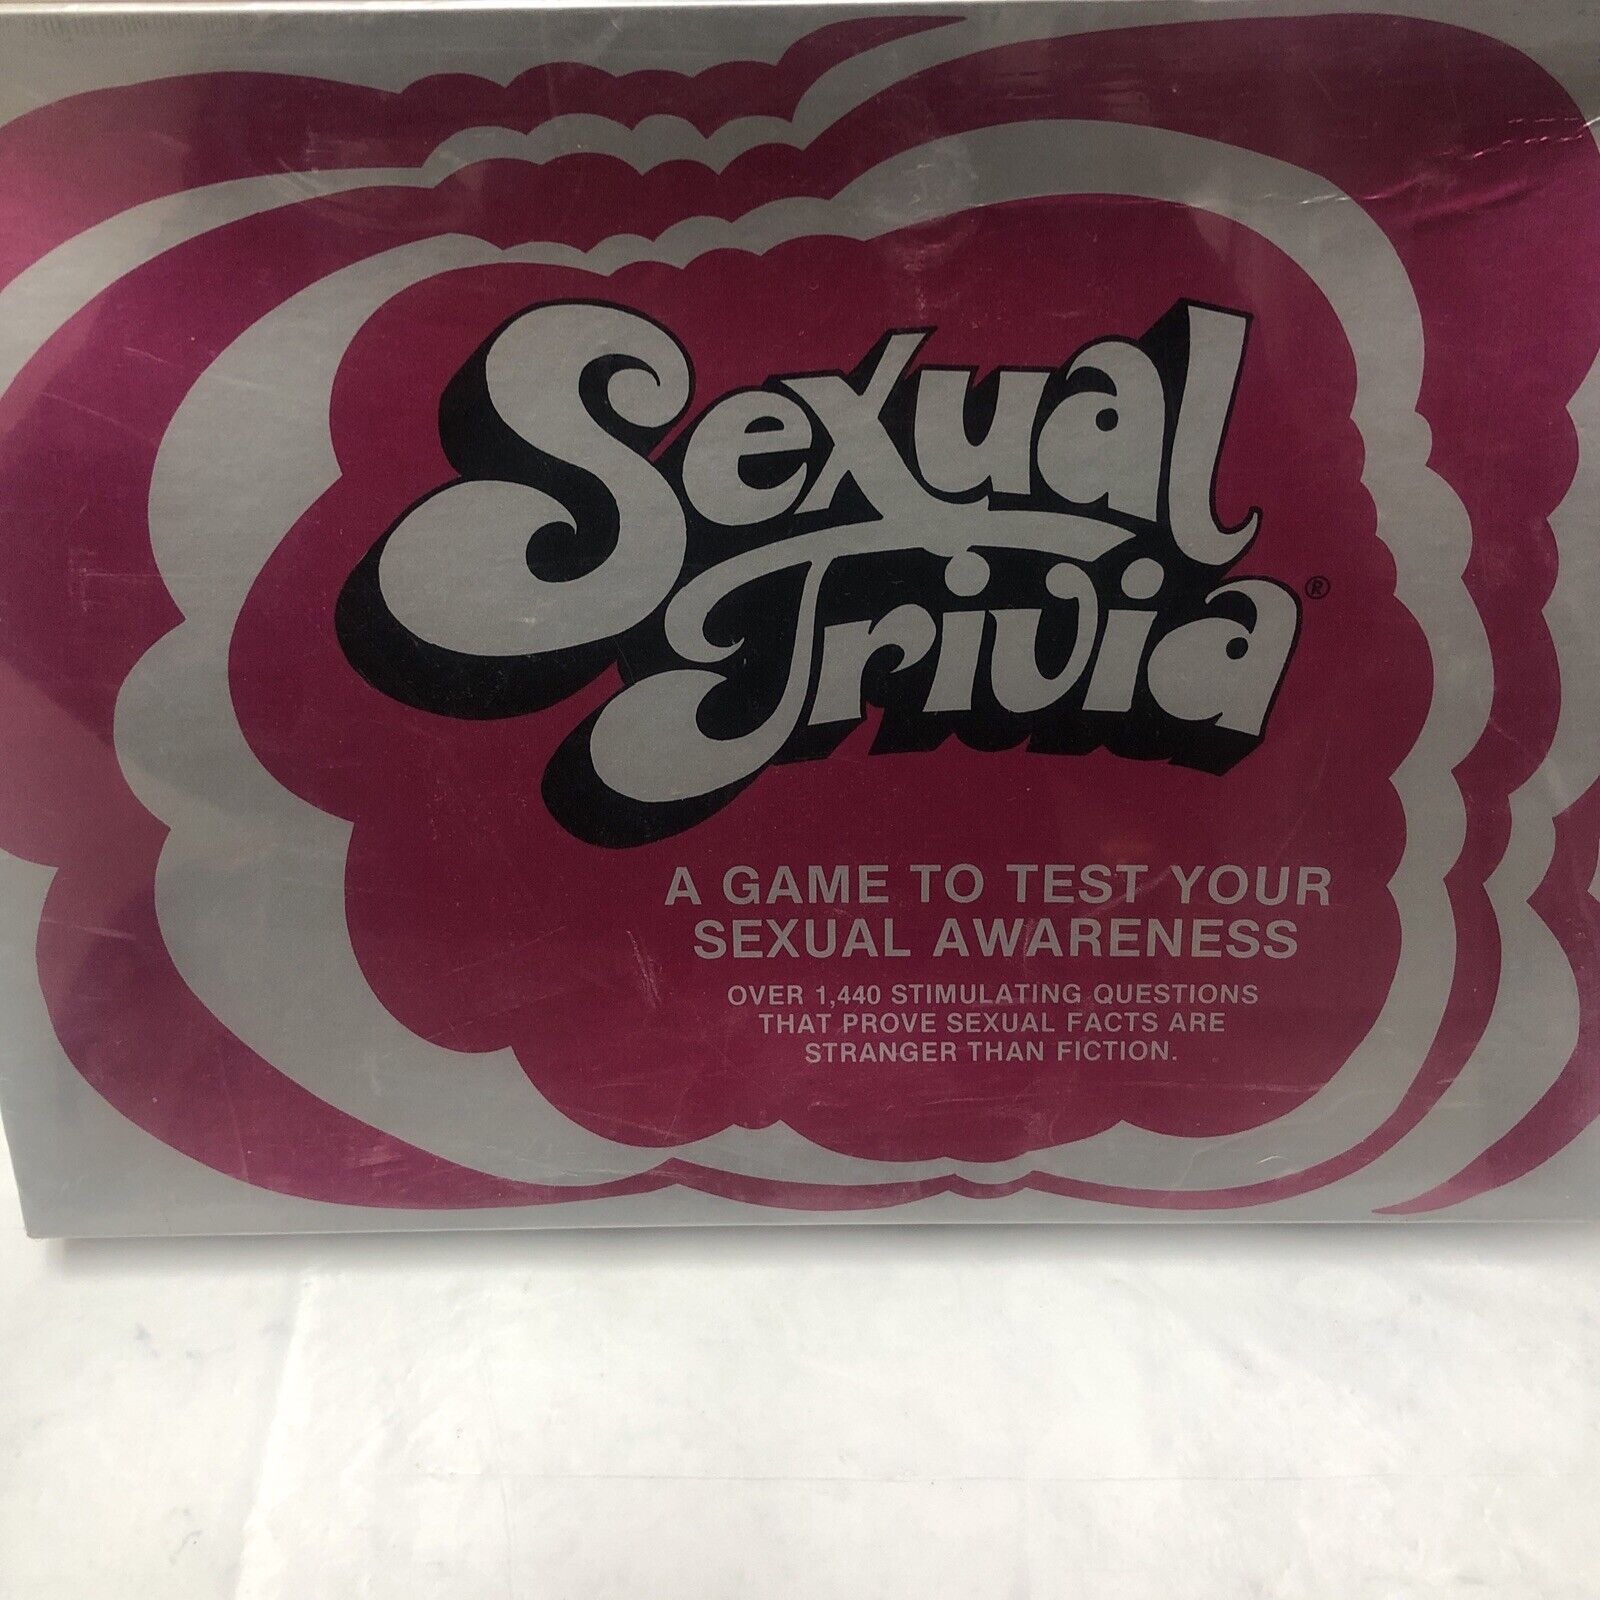 Sexual
Trivia®
A GAME TO TEST YOUR
SEXUAL AWARENESS
OVER 1,440 STIMULATING QUESTIONS
THAT PROVE SEXUAL FACTS ARE
STRANGER THAN FICTION.